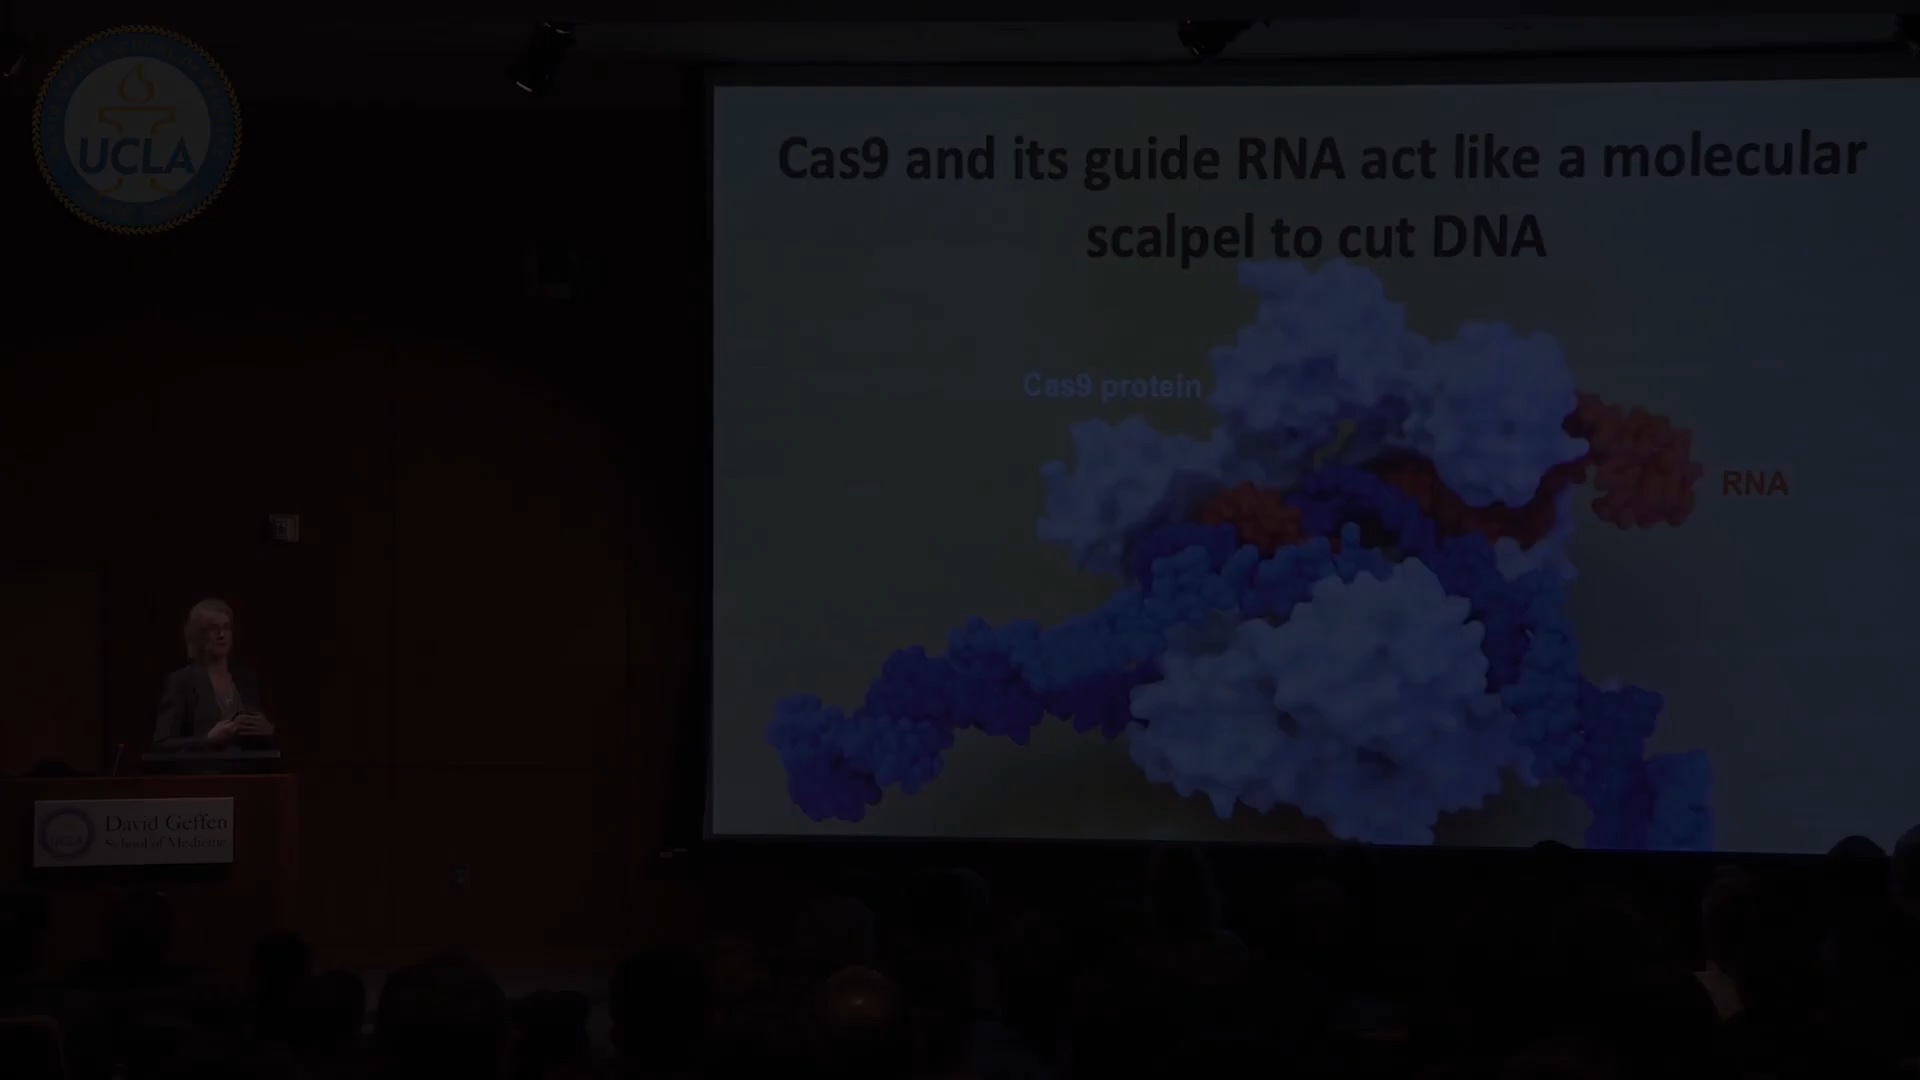 UCLA
Cas9 and its guide RNA act like a molecular
scalpel to cut DNA
Cas9 protein
RNA
UCLA
David Geffen
School of Medicine